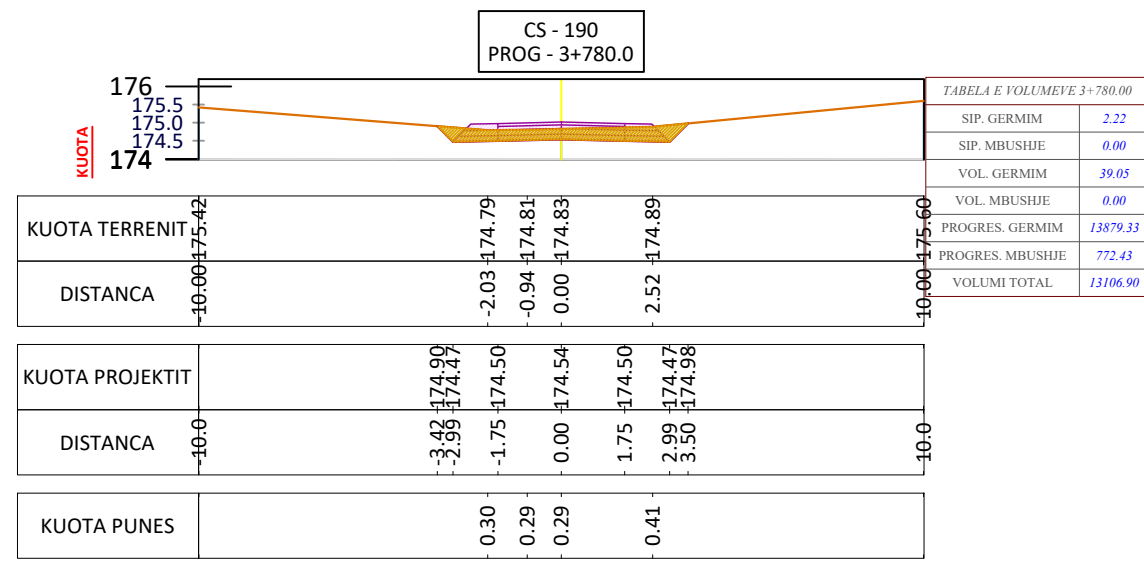 CS - 190
PROG - 3+780.0
176
175.5
175.0
174.5
174
KUOTA
TABELA E VOLUMEVE 3+780.00
SIP. GERMIM 2.22
SIP. MBUSHJE 0.00
VOL. GERMIM 39.05
VOL. MBUSHJE 0.00
PROGRES. GERMIM 13879.33
PROGRES. MBUSHJE 772.43
VOLUMI TOTAL 13106.90
KUOTA TERRENIT 175.42 174.79 174.81 174.83 174.89 175.60
DISTANCA -10.00 -2.03 -0.94 0.00 2.52 10.00
KUOTA PROJEKTIT 174.90 174.47 174.50 174.54 174.50 174.47 174.98
DISTANCA -10.0 -3.42 -2.99 -1.75 0.00 1.75 2.99 3.50 10.0
KUOTA PUNES 0.30 0.29 0.29 0.41